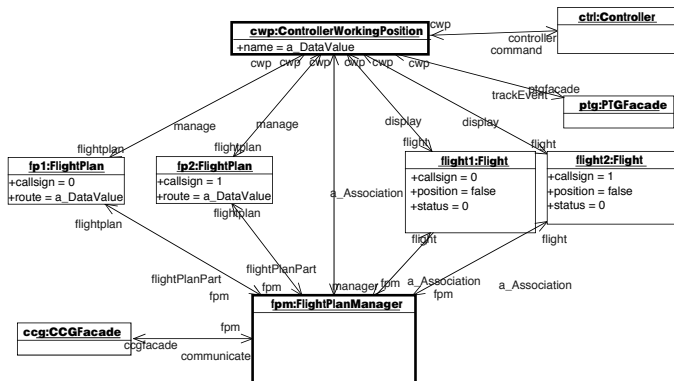 cwp:ControllerWorkingPosition
+name = a_DataValue
cwp
ctrl:Controller
controller
command
cwp
cwp
cwp
cwp
cwp
cwp
ptgfacade
trackEvent
ptg:PTGFacade
manage
manage
display
display
flightplan
flightplan
flight
flight
fp1:FlightPlan
+callsign = 0
+route = a_DataValue
fp2:FlightPlan
+callsign = 1
+route = a_DataValue
flight1:Flight
+callsign = 0
+position = false
+status = 0
flight2:Flight
+callsign = 1
+position = false
+status = 0
a_Association
flightplan
flightplan
flight
flight
flightPlanPart
flightPlanPart
a_Association
a_Association
fpm
fpm
manager
fpm
fpm
fpm:FlightPlanManager
ccg:CCGFacade
ccgfacade
fpm
communicate